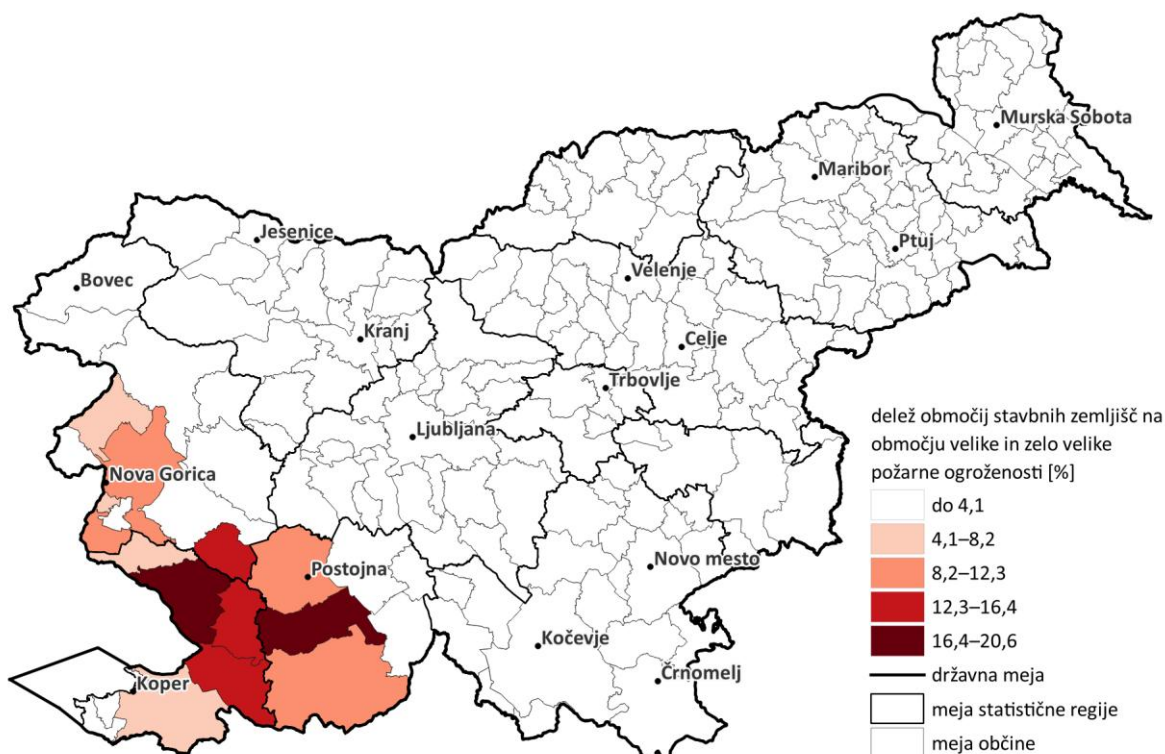 Murska Sobota
Maribor
Ptuj
Jesenice
Velenje
Bovec
Kranj
Celje
Trbovlje
Ljubljana
Nova Gorica
Novo mesto
Postojna
Kočevje
Črnomelj
Koper
delež območij stavbnih zemljišč na
območju velike in zelo velike
požarne ogroženosti [%]
do 4,1
4,1–8,2
8,2–12,3
12,3–16,4
16,4–20,6
državna meja
meja statistične regije
meja občine